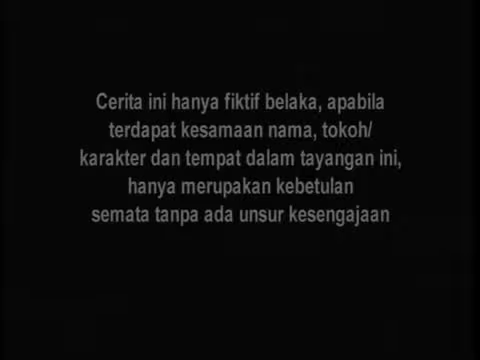 Cerita ini hanya fiktif belaka, apabila
terdapat kesamaan nama, tokoh/
karakter dan tempat dalam tayangan ini,
hanya merupakan kebetulan
semata tanpa ada unsur kesengajaan